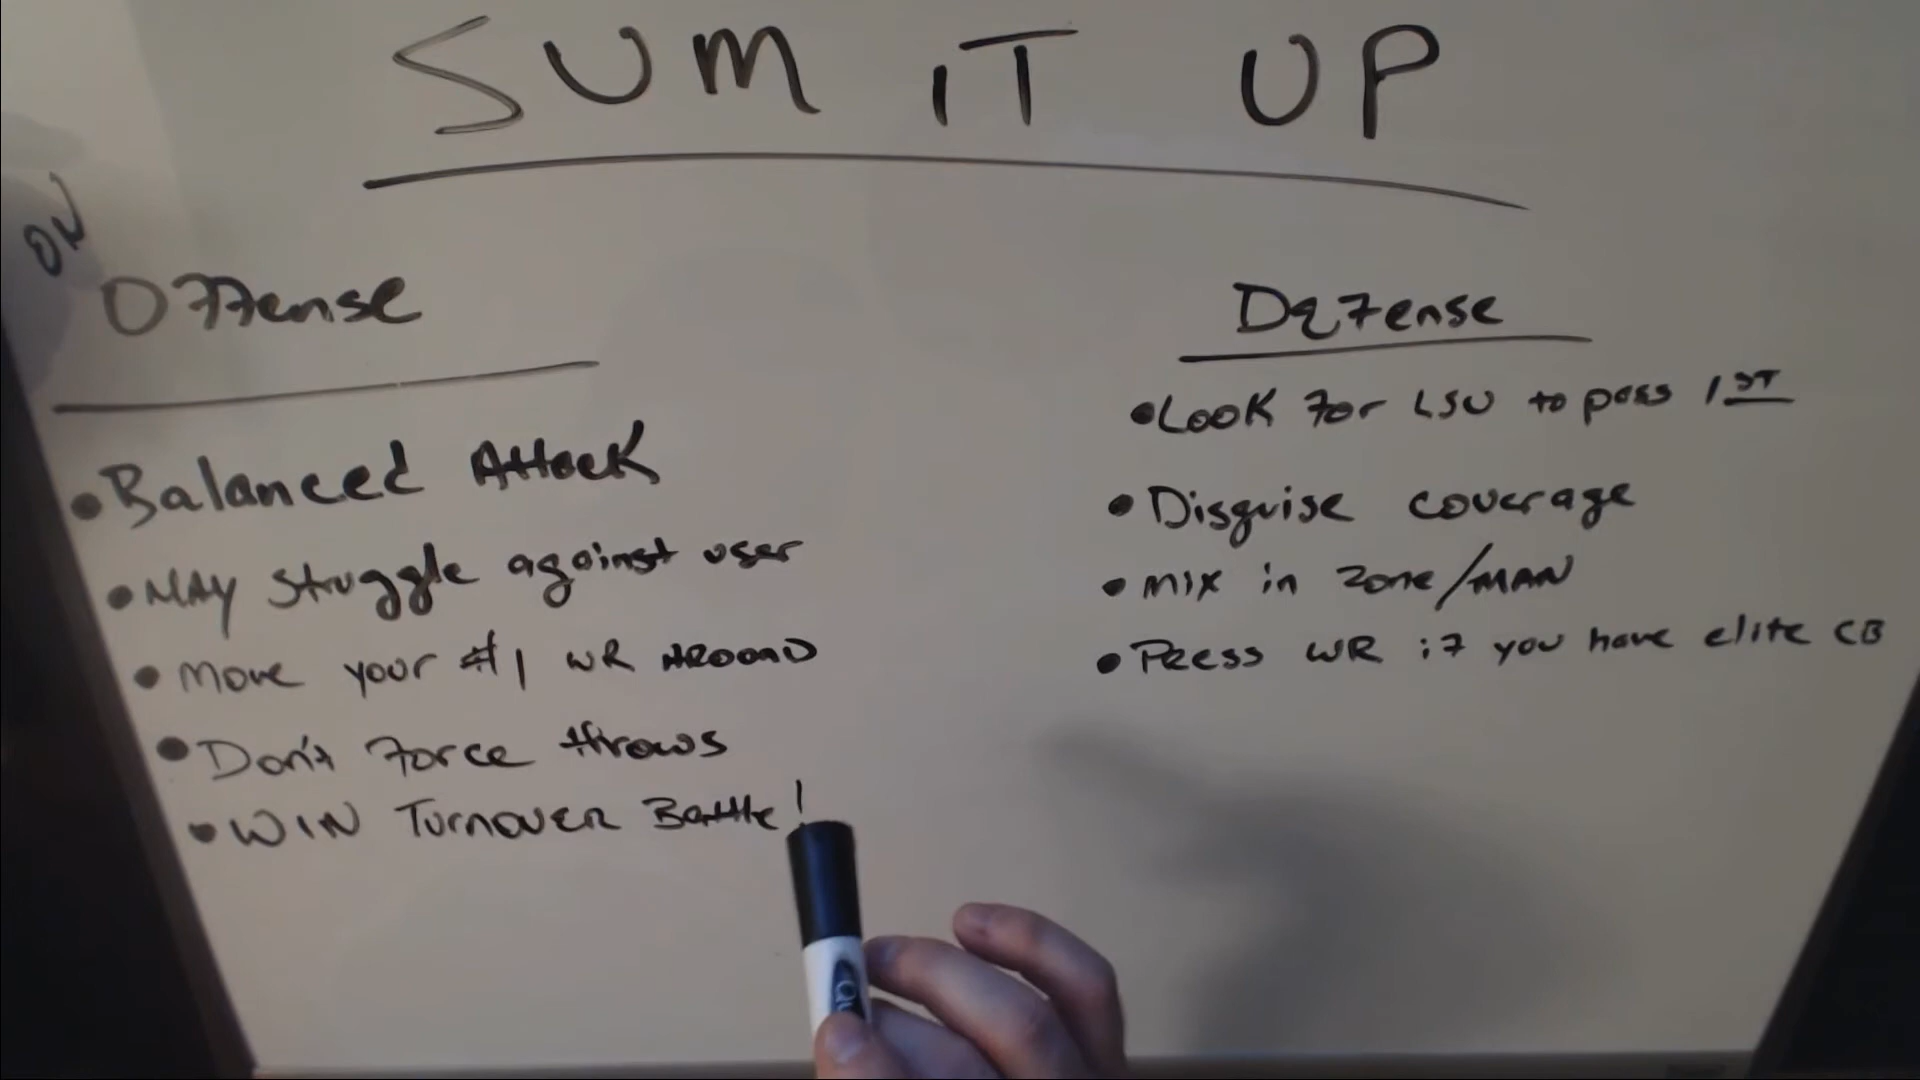 SUM IT UP
ON
Offense
• Balanced Attack
• MAY struggle against user
• Move your #1 WR AROUND
• Don't force throws
• WIN TurnOVER Battle!
Defense
• Look for LSU to pass 1ST
• Disguise coverage
• mix in zone/MAN
• Press WR if you have elite CB